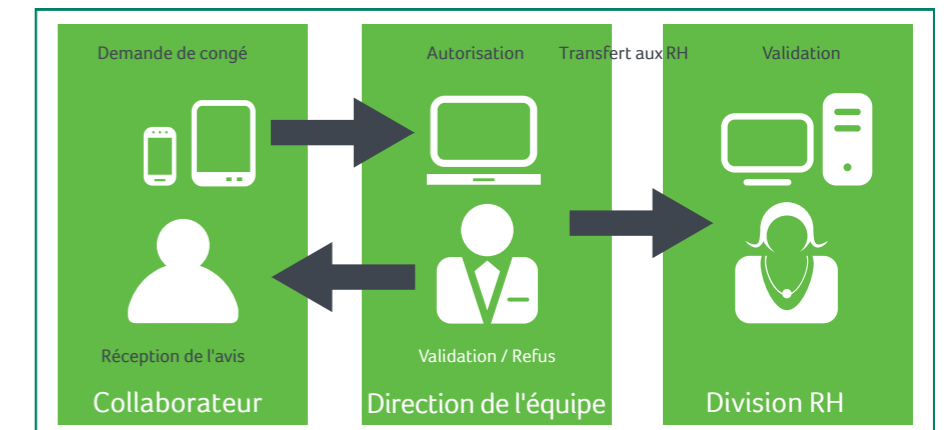 Demande de congé
Autorisation
Transfert aux RH
Validation
Réception de l'avis
Validation / Refus
Collaborateur
Direction de l'équipe
Division RH